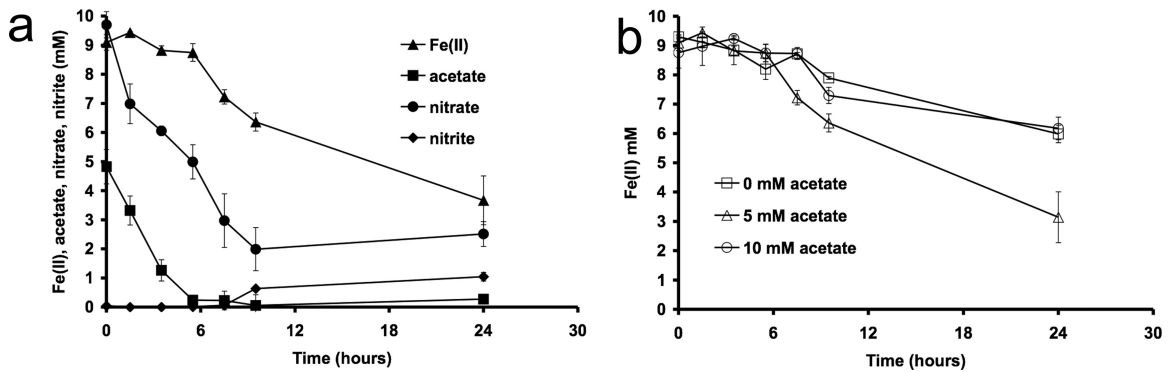 a
Fe(II), acetate, nitrate, nitrite (mM)
10
9
8
7
6
5
4
3
2
1
0
Fe(II)
acetate
nitrate
nitrite
0
6
12
18
24
30
Time (hours)
b
Fe(II) mM
10
9
8
7
6
5
4
3
2
1
0
0 mM acetate
5 mM acetate
10 mM acetate
0
6
12
18
24
30
Time (hours)